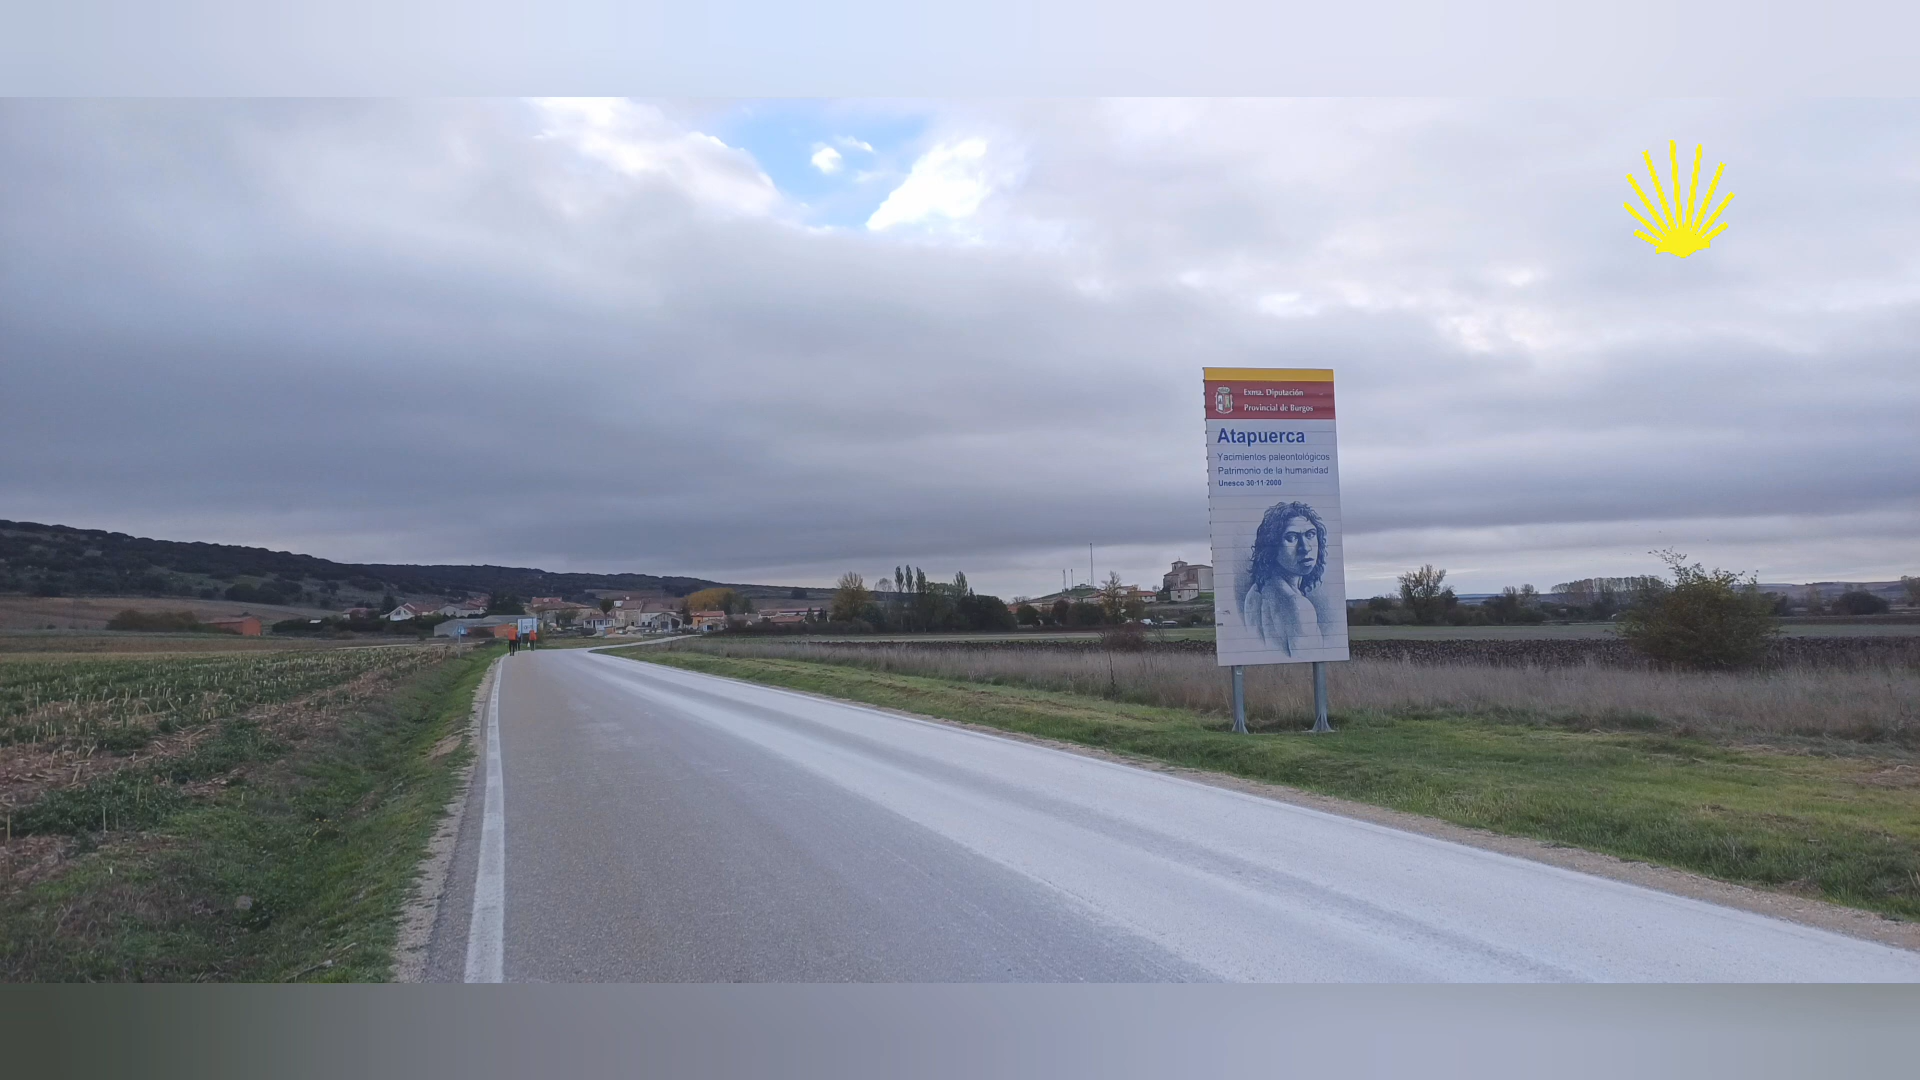 Exma. Diputación
Provincial de Burgos
Atapuerca
Yacimientos paleontológicos
Patrimonio de la humanidad
Unesco 30·11·2000